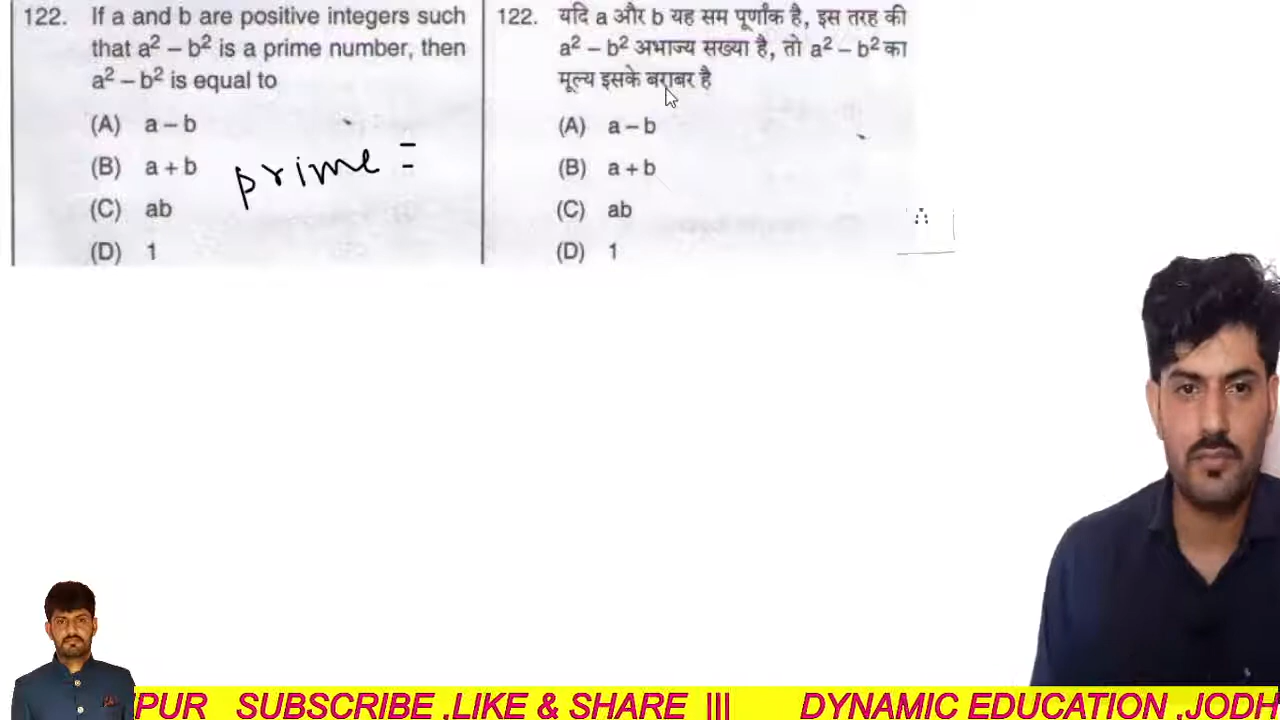 122. If a and b are positive integers such
that a² – b² is a prime number, then
a² – b² is equal to
(A) a – b
(B) a + b
(C) ab
(D) 1
prime =
122. यदि a और b यह सम पूर्णांक है, इस तरह की
a² – b² अभाज्य सख्या है, तो a² – b² का
मूल्य इसके बराबर है
(A) a – b
(B) a + b
(C) ab
(D) 1
PUR SUBSCRIBE ,LIKE & SHARE ||| DYNAMIC EDUCATION, JODH